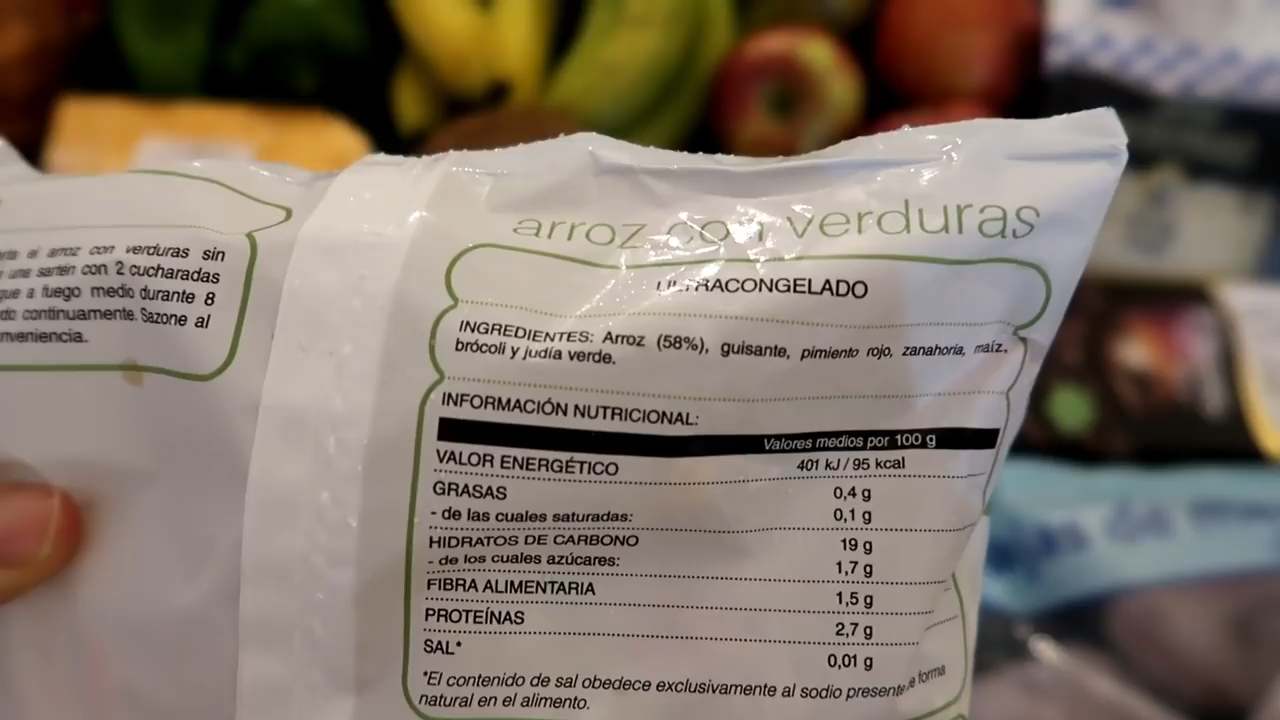 el arroz con verduras sin
una sartén con 2 cucharadas
a fuego medio durante 8
continuamente. Sazone al
arroz con verduras
ULTRACONGELADO
INGREDIENTES: Arroz (58%), guisante, pimiento rojo, zanahoria, maíz,
brócoli y judía verde.
INFORMACIÓN NUTRICIONAL:
Valores medios por 100 g
VALOR ENERGÉTICO 401 kJ / 95 kcal
GRASAS 0,4 g
- de las cuales saturadas: 0,1 g
HIDRATOS DE CARBONO 19 g
- de los cuales azúcares: 1,7 g
FIBRA ALIMENTARIA 1,5 g
PROTEÍNAS 2,7 g
SAL* 0,01 g
*El contenido de sal obedece exclusivamente al sodio presente de forma
natural en el alimento.